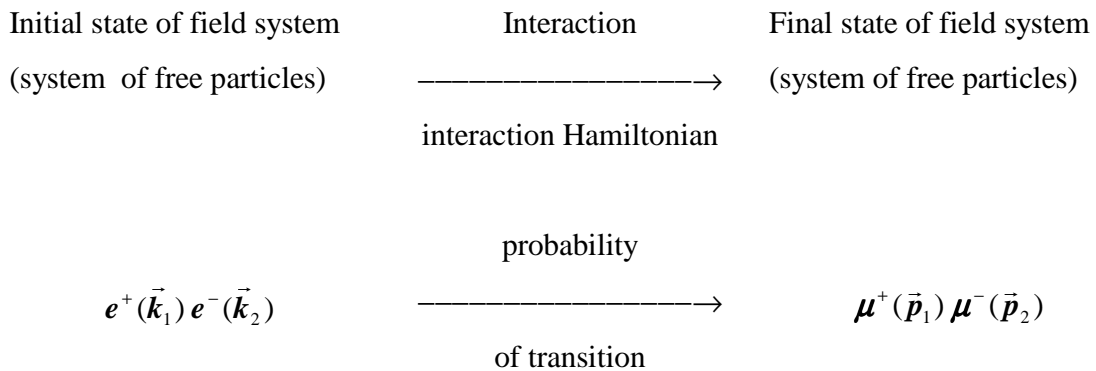 Initial state of field system Interaction Final state of field system
(system of free particles) ⟶ (system of free particles)
interaction Hamiltonian
probability
e⁺(k⃗₁) e⁻(k⃗₂) ⟶ μ⁺(p⃗₁) μ⁻(p⃗₂)
of transition